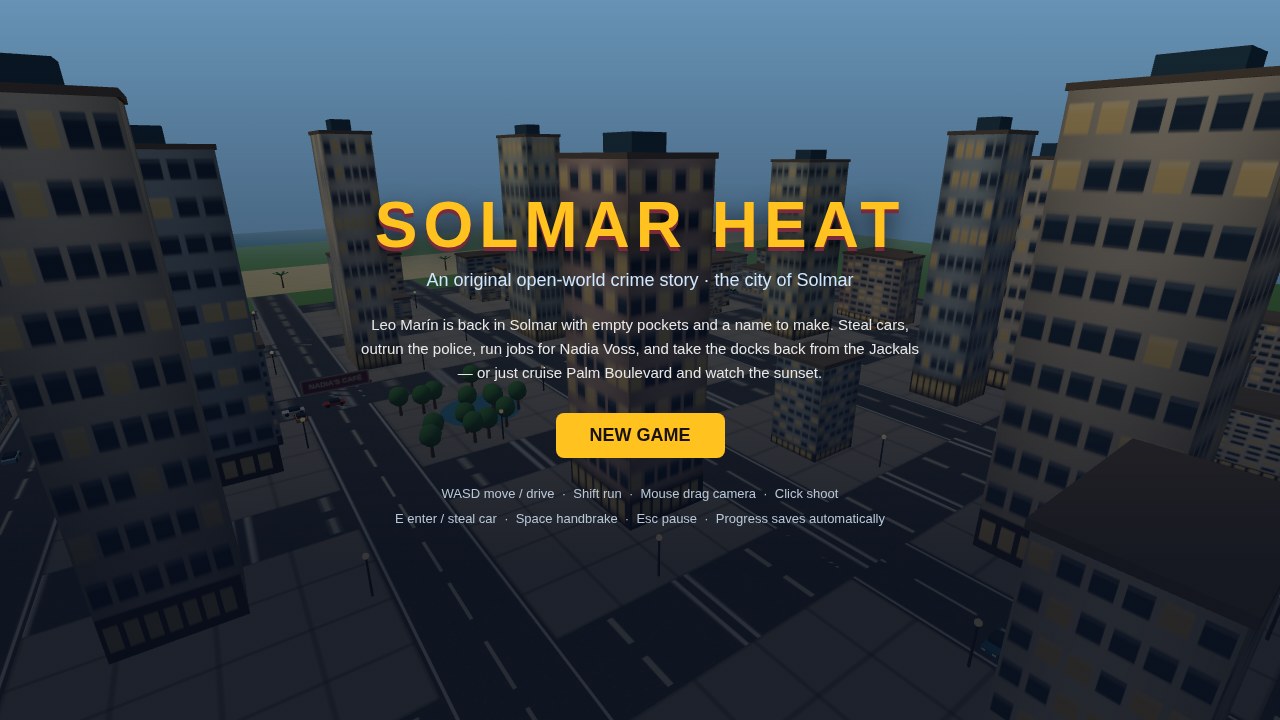 SOLMAR HEAT
An original open-world crime story · the city of Solmar
Leo Marín is back in Solmar with empty pockets and a name to make. Steal cars,
outrun the police, run jobs for Nadia Voss, and take the docks back from the Jackals
— or just cruise Palm Boulevard and watch the sunset.
NADIA'S CAFE
NEW GAME
WASD move / drive · Shift run · Mouse drag camera · Click shoot
E enter / steal car · Space handbrake · Esc pause · Progress saves automatically